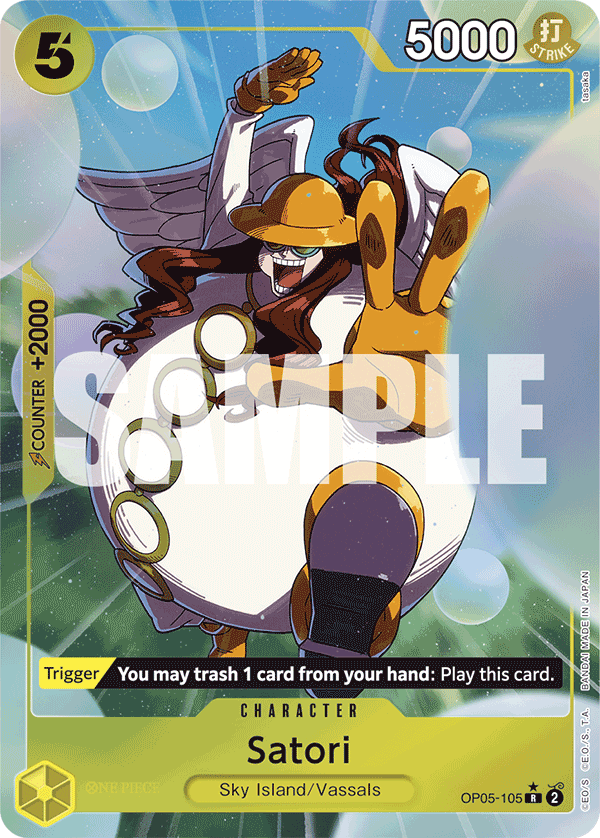 5
5000
打
STRIKE
tasaka
COUNTER +2000
SAMPLE
Trigger You may trash 1 card from your hand: Play this card.
CHARACTER
Satori
ONE PIECE
Sky Island/Vassals
OP05-105 R 2
©E.O./S ©E.O./S., T.A. BANDAI MADE IN JAPAN